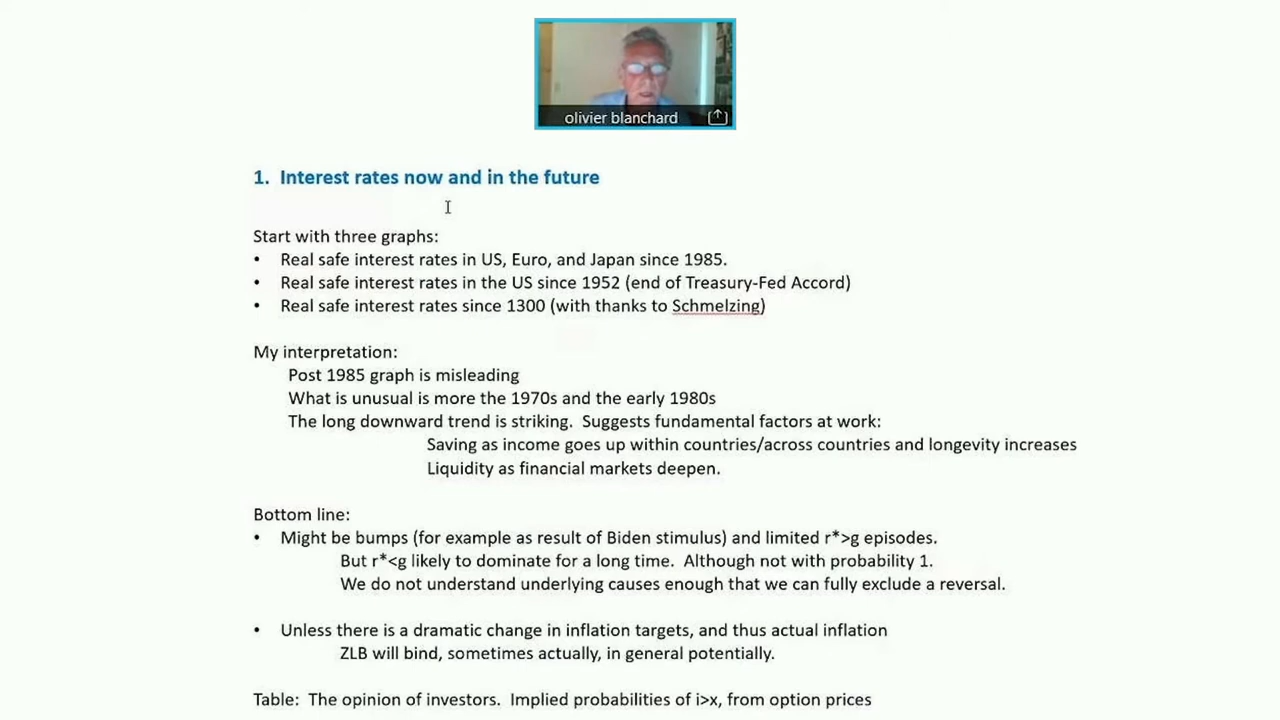 olivier blanchard
1. Interest rates now and in the future
Start with three graphs:
• Real safe interest rates in US, Euro, and Japan since 1985.
• Real safe interest rates in the US since 1952 (end of Treasury-Fed Accord)
• Real safe interest rates since 1300 (with thanks to Schmelzing)
My interpretation:
Post 1985 graph is misleading
What is unusual is more the 1970s and the early 1980s
The long downward trend is striking. Suggests fundamental factors at work:
Saving as income goes up within countries/across countries and longevity increases
Liquidity as financial markets deepen.
Bottom line:
• Might be bumps (for example as result of Biden stimulus) and limited r*>g episodes.
But r*<g likely to dominate for a long time. Although not with probability 1.
We do not understand underlying causes enough that we can fully exclude a reversal.
• Unless there is a dramatic change in inflation targets, and thus actual inflation
ZLB will bind, sometimes actually, in general potentially.
Table: The opinion of investors. Implied probabilities of i>x, from option prices